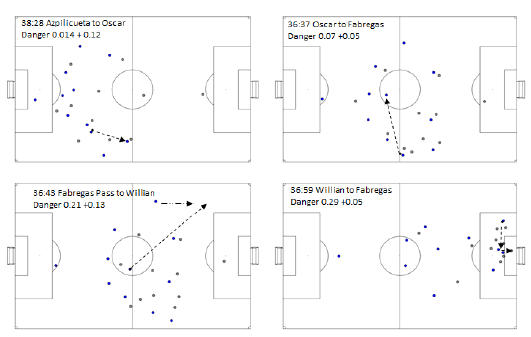 38:28 Azpilicueta to Oscar
Danger 0.014 + 0.12
36:37 Oscar to Fabregas
Danger 0.07 +0.05
36:43 Fabregas Pass to Willian
Danger 0.21 +0.13
36:59 Willian to Fabregas
Danger 0.29 +0.05